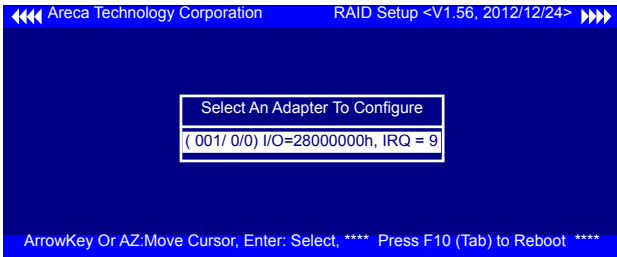 Areca Technology Corporation RAID Setup <V1.56, 2012/12/24>
Select An Adapter To Configure
( 001/ 0/0) I/O=28000000h, IRQ = 9
ArrowKey Or AZ:Move Cursor, Enter: Select, **** Press F10 (Tab) to Reboot ****